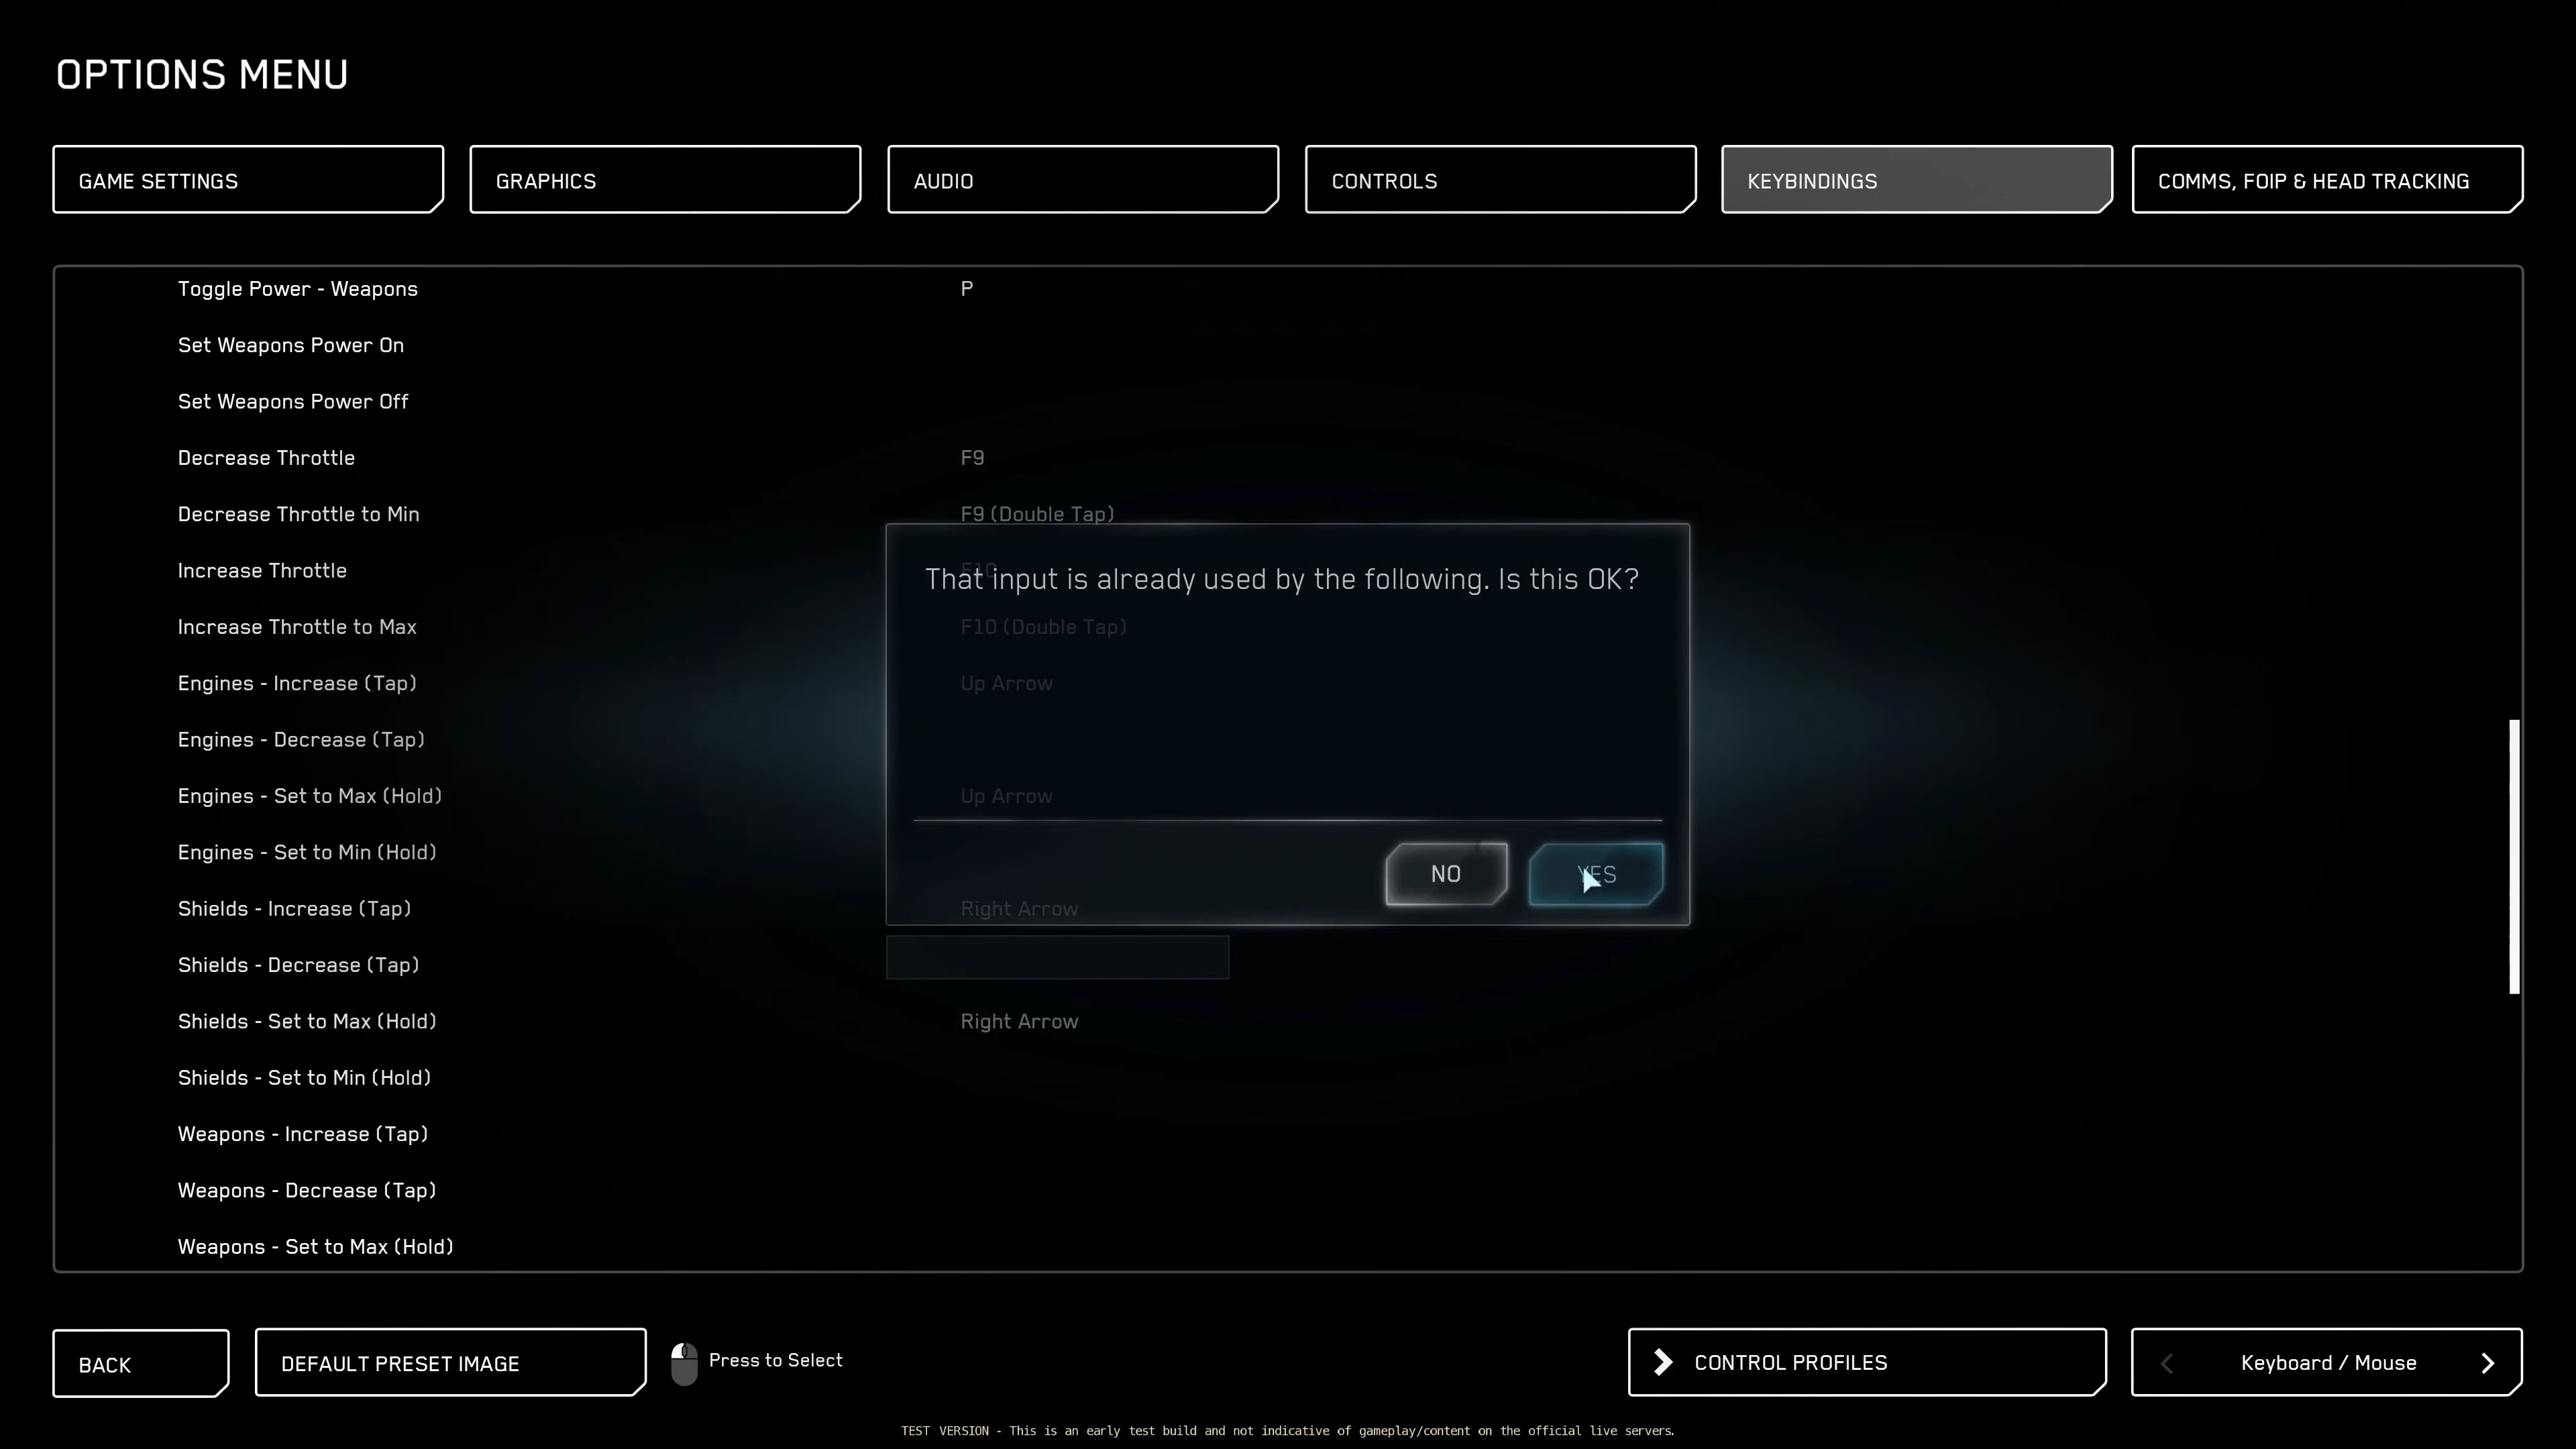 OPTIONS MENU
GAME SETTINGS
GRAPHICS
AUDIO
CONTROLS
KEYBINDINGS
COMMS, FOIP & HEAD TRACKING
Toggle Power - Weapons P
Set Weapons Power On
Set Weapons Power Off
Decrease Throttle F9
Decrease Throttle to Min F9 (Double Tap)
Increase Throttle F10
That input is already used by the following. Is this OK?
Increase Throttle to Max F10 (Double Tap)
Engines - Increase (Tap) Up Arrow
Engines - Decrease (Tap)
Engines - Set to Max (Hold) Up Arrow
Engines - Set to Min (Hold)
NO
YES
Shields - Increase (Tap) Right Arrow
Shields - Decrease (Tap)
Shields - Set to Max (Hold) Right Arrow
Shields - Set to Min (Hold)
Weapons - Increase (Tap)
Weapons - Decrease (Tap)
Weapons - Set to Max (Hold)
BACK
DEFAULT PRESET IMAGE
Press to Select
CONTROL PROFILES
Keyboard / Mouse
TEST VERSION - This is an early test build and not indicative of gameplay/content on the official live servers.